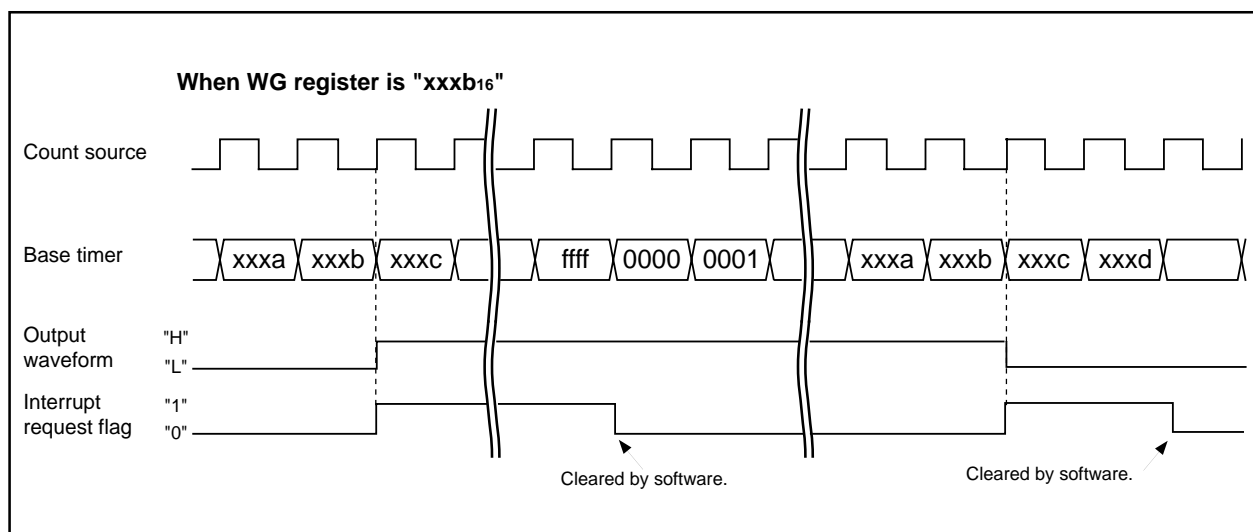 When WG register is "xxxb16"
Count source
Base timer xxxa xxxb xxxc ffff 0000 0001 xxxa xxxb xxxc xxxd
Output "H"
waveform "L"
Interrupt "1"
request flag "0"
Cleared by software. Cleared by software.